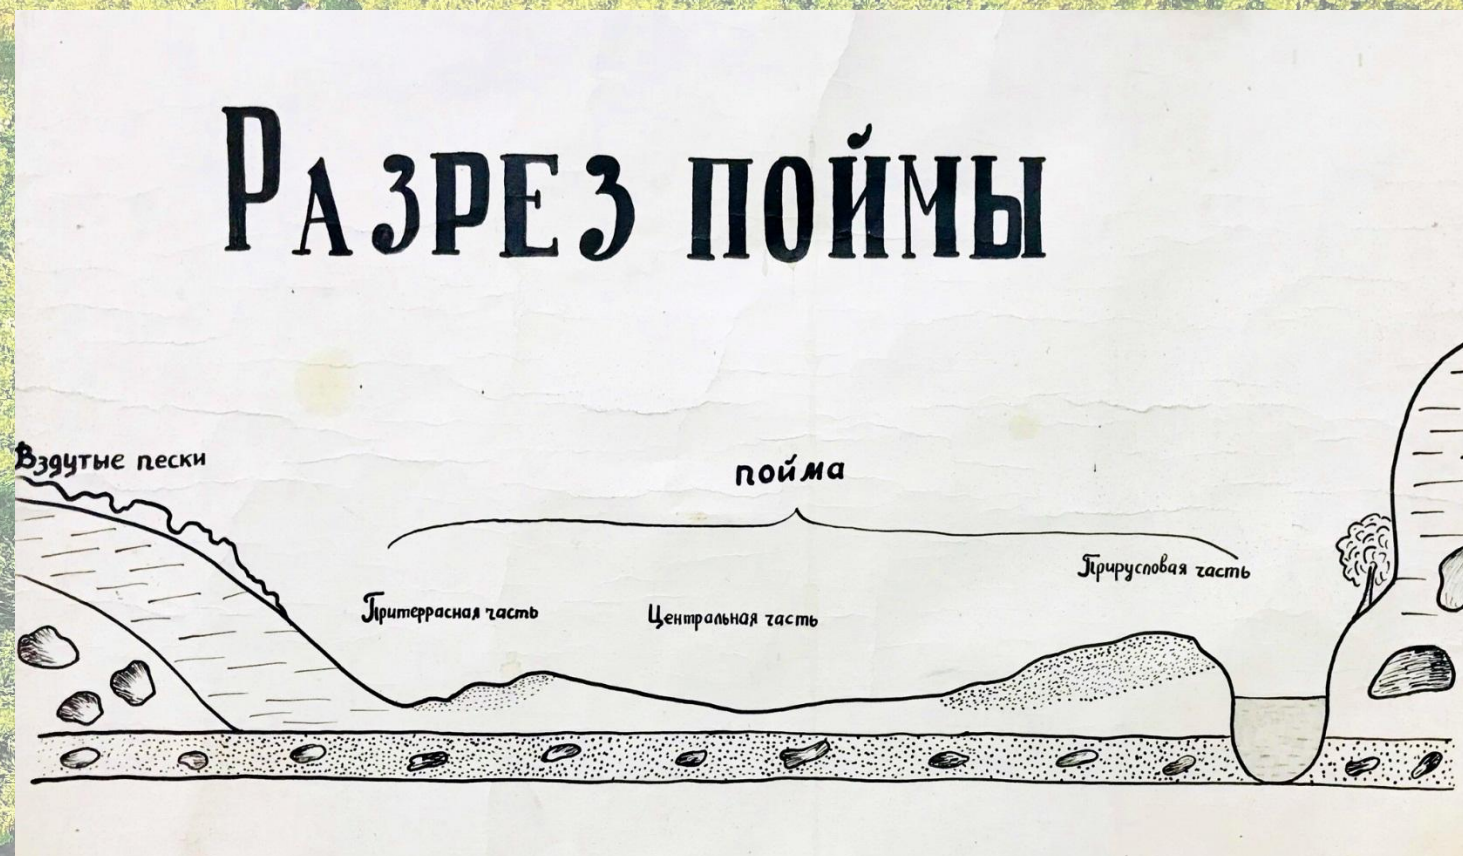 Разрез поймы
Вздутые пески
пойма
Прирусловая часть
Притеррасная часть
Центральная часть